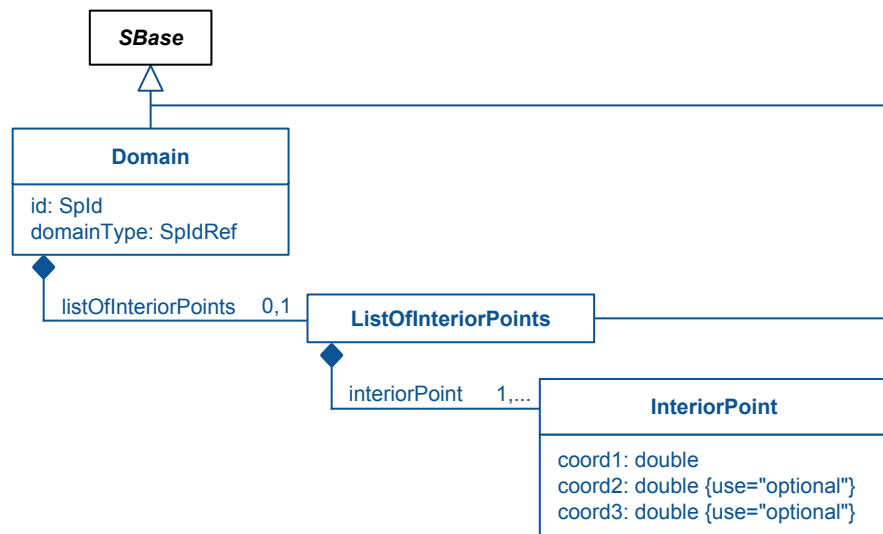 SBase
Domain
id: SpId
domainType: SpIdRef
listOfInteriorPoints 0,1
ListOfInteriorPoints
interiorPoint 1,...
InteriorPoint
coord1: double
coord2: double {use="optional"}
coord3: double {use="optional"}